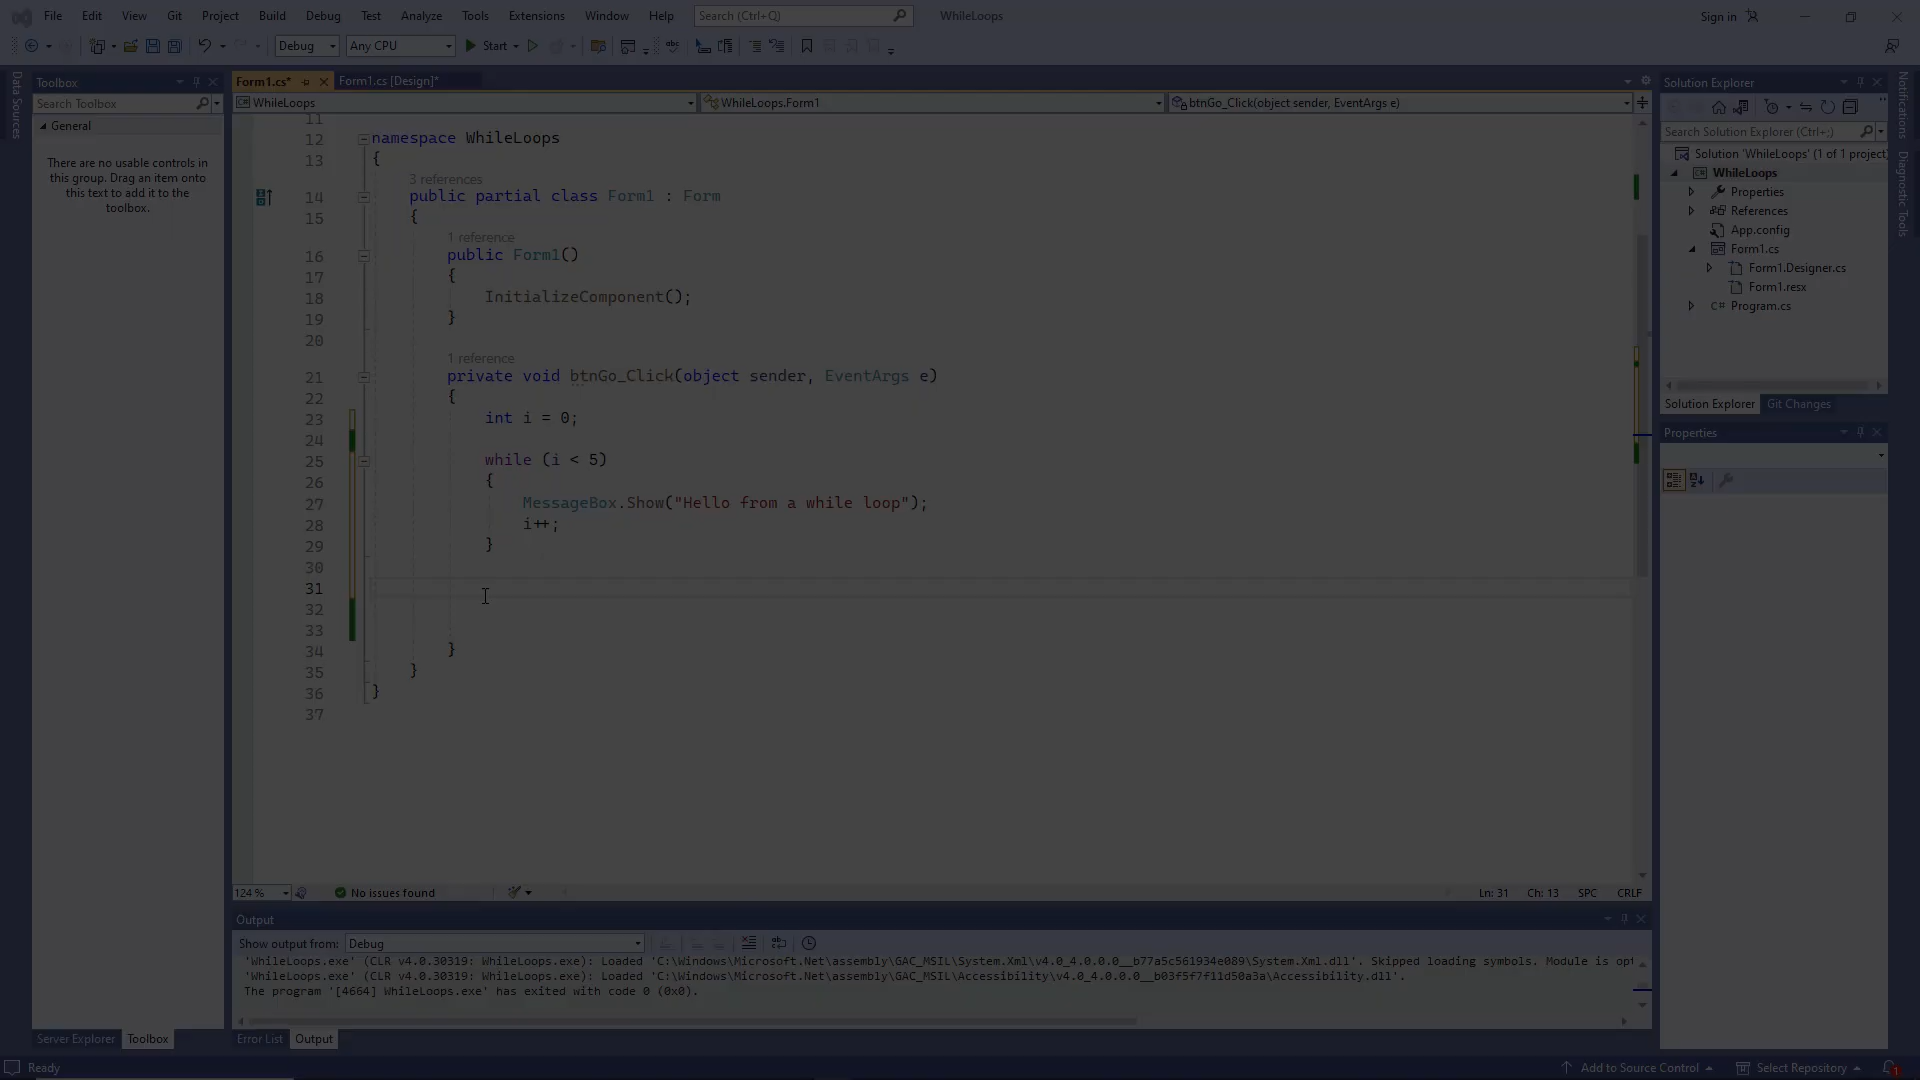 File Edit View Git Project Build Debug Test Analyze Tools Extensions Window Help Search (Ctrl+Q) WhileLoops Sign in
Debug Any CPU Start
Data Sources
Toolbox
Search Toolbox
General
There are no usable controls in
this group. Drag an item onto
this text to add it to the
toolbox.
Server Explorer Toolbox
Form1.cs* Form1.cs [Design]*
WhileLoops WhileLoops.Form1 btnGo_Click(object sender, EventArgs e)
11
12 namespace WhileLoops
13 {
3 references
14 public partial class Form1 : Form
15 {
1 reference
16 public Form1()
17 {
18 InitializeComponent();
19 }
20
1 reference
21 private void btnGo_Click(object sender, EventArgs e)
22 {
23 int i = 0;
24
25 while (i < 5)
26 {
27 MessageBox.Show("Hello from a while loop");
28 i++;
29 }
30
31
32
33
34 }
35 }
36 }
37
124 % No issues found Ln: 31 Ch: 13 SPC CRLF
Output
Show output from: Debug
'WhileLoops.exe' (CLR v4.0.30319: WhileLoops.exe): Loaded 'C:\Windows\Microsoft.Net\assembly\GAC_MSIL\System.Xml\v4.0_4.0.0.0__b77a5c561934e089\System.Xml.dll'. Skipped loading symbols. Module is opt
'WhileLoops.exe' (CLR v4.0.30319: WhileLoops.exe): Loaded 'C:\Windows\Microsoft.Net\assembly\GAC_MSIL\Accessibility\v4.0_4.0.0.0__b03f5f7f11d50a3a\Accessibility.dll'.
The program '[4664] WhileLoops.exe' has exited with code 0 (0x0).
Error List Output
Solution Explorer
Search Solution Explorer (Ctrl+;)
Solution 'WhileLoops' (1 of 1 project)
WhileLoops
Properties
References
App.config
Form1.cs
Form1.Designer.cs
Form1.resx
C# Program.cs
Solution Explorer Git Changes
Properties
Notifications
Diagnostic Tools
Ready Add to Source Control Select Repository 1